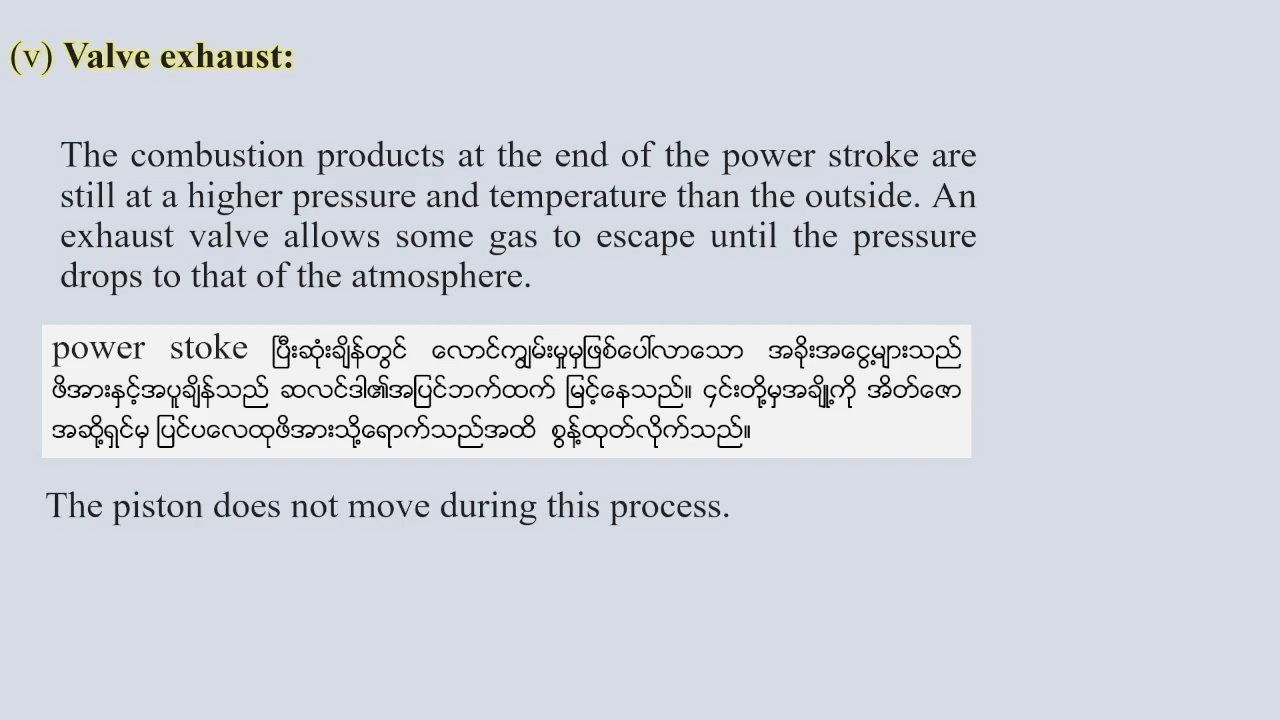 (v) Valve exhaust:
The combustion products at the end of the power stroke are
still at a higher pressure and temperature than the outside. An
exhaust valve allows some gas to escape until the pressure
drops to that of the atmosphere.
power stoke ပြီးဆုံးချိန်တွင် လောင်ကျွမ်းမှုမှဖြစ်ပေါ်လာသော အခိုးအငွေ့များသည်
ဖိအားနှင့်အပူချိန်သည် ဆလင်ဒါ၏အပြင်ဘက်ထက် မြင့်နေသည်။ ၄င်းတို့မှအချို့ကို အိတ်ဇော
အဆို့ရှင်မှ ပြင်ပလေထုဖိအားသို့ရောက်သည်အထိ စွန့်ထုတ်လိုက်သည်။
The piston does not move during this process.